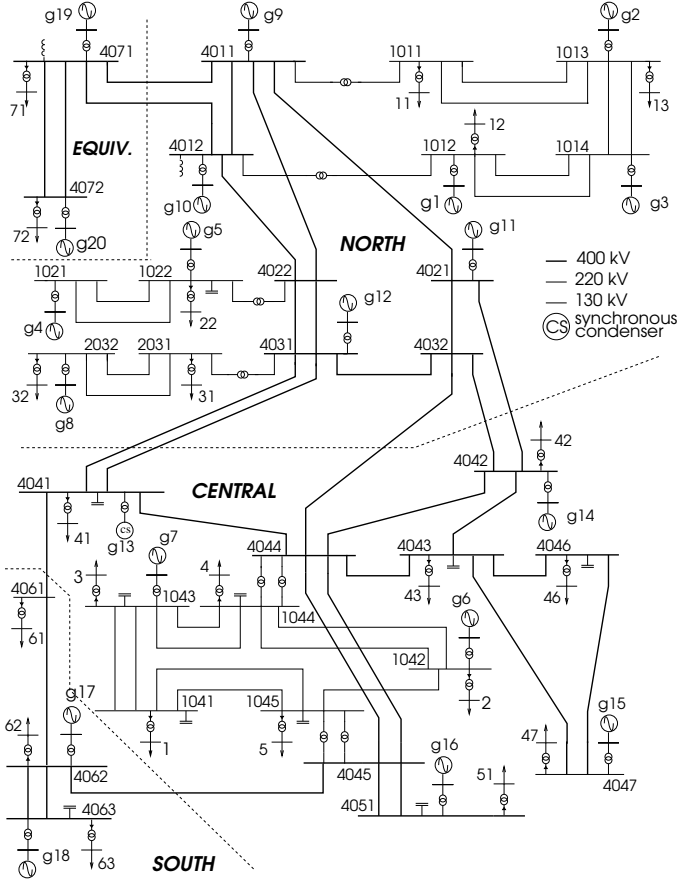 g19
g9
g2
4071
4011
1011
1013
71
11
13
12
EQUIV.
4012
1012
1014
4072
g10
g1
g3
72
g20
g5
NORTH
g11
1021
1022
4022
4021
400 kV
g12
220 kV
130 kV
g4
22
CS
synchronous
condenser
2032
2031
4031
4032
32
g8
31
42
4042
4041
CENTRAL
41
CS
g13
g7
g14
4044
4043
4046
3
4
4061
1043
1044
43
46
g6
61
1042
g17
1041
1045
2
g15
62
1
5
g16
47
4062
4045
51
4047
4063
4051
g18
63
SOUTH